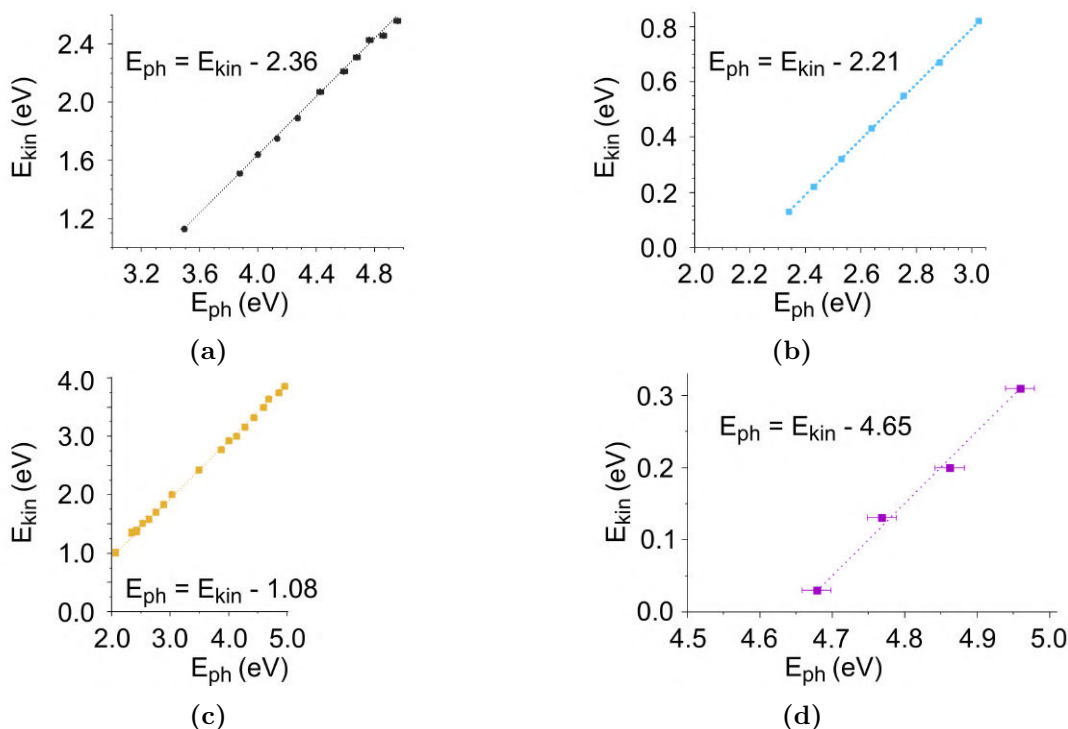 2.4
2.0
1.6
1.2
E_kin (eV)
E_ph = E_kin - 2.36
3.2 3.6 4.0 4.4 4.8
E_ph (eV)
(a)
0.8
0.6
0.4
0.2
0.0
E_kin (eV)
E_ph = E_kin - 2.21
2.0 2.2 2.4 2.6 2.8 3.0
E_ph (eV)
(b)
4.0
3.0
2.0
1.0
0.0
E_kin (eV)
E_ph = E_kin - 1.08
2.0 3.0 4.0 5.0
E_ph (eV)
(c)
0.3
0.2
0.1
0.0
E_kin (eV)
E_ph = E_kin - 4.65
4.5 4.6 4.7 4.8 4.9 5.0
E_ph (eV)
(d)